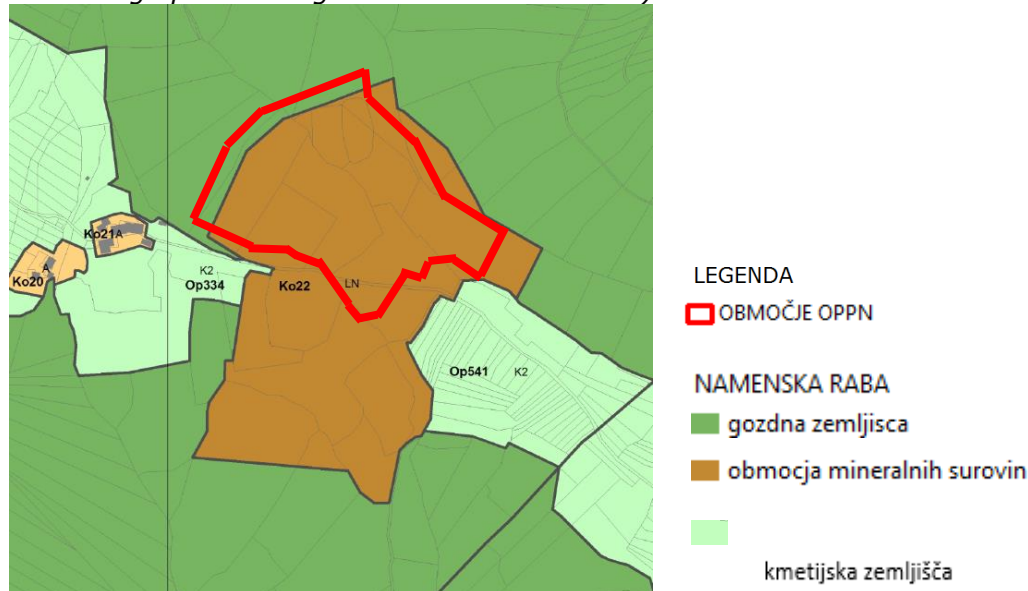 Ko21A
A
Ko20
K2
Op334
Ko22
LN
Op541
K2
LEGENDA
OBMOČJE OPPN
NAMENSKA RABA
gozdna zemljisca
obmocja mineralnih surovin
kmetijska zemljišča